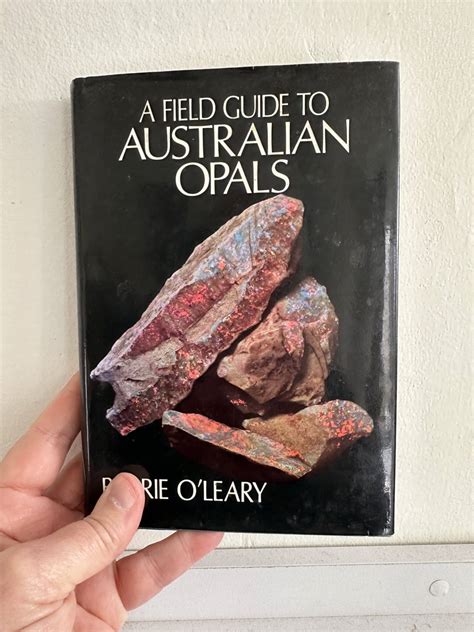 A FIELD GUIDE TO
AUSTRALIAN
OPALS
O'LEARY